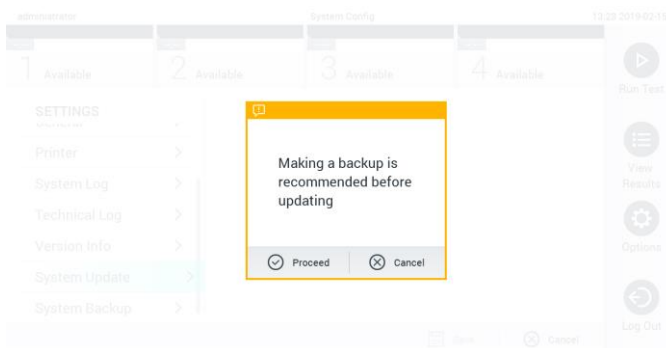 administrator System Config 13:23 2019-02-11
1 Available 2 Available 3 Available 4 Available
Run Test
SETTINGS
General
Printer
System Log
Technical Log
Version Info
System Update
System Backup
Making a backup is
recommended before
updating
Proceed Cancel
View
Results
Options
Log Out
Save Cancel